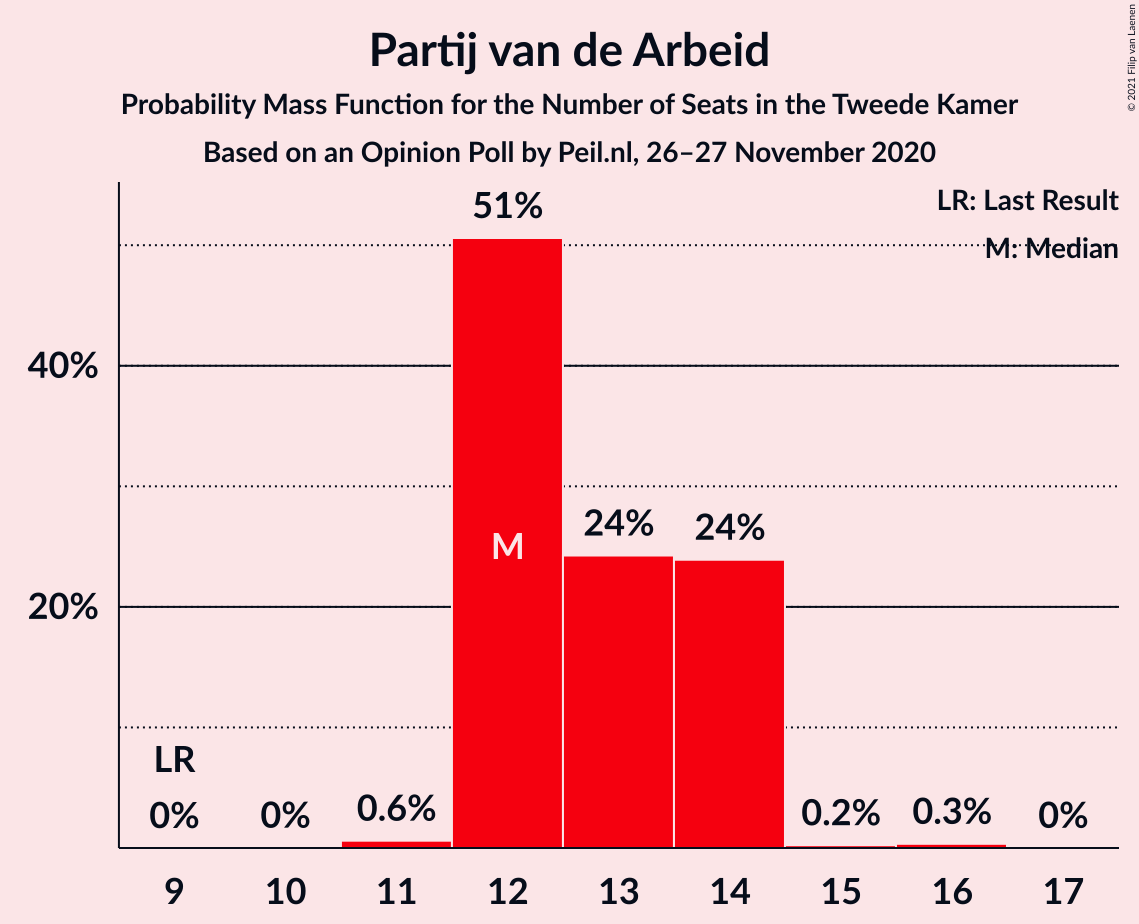 Partij van de Arbeid
Probability Mass Function for the Number of Seats in the Tweede Kamer
Based on an Opinion Poll by Peil.nl, 26–27 November 2020
© 2021 Filip van Laenen
LR: Last Result
M: Median
51%
40%
24%
24%
M
20%
LR
0%
0%
0.6%
0.2%
0.3%
0%
9 10 11 12 13 14 15 16 17